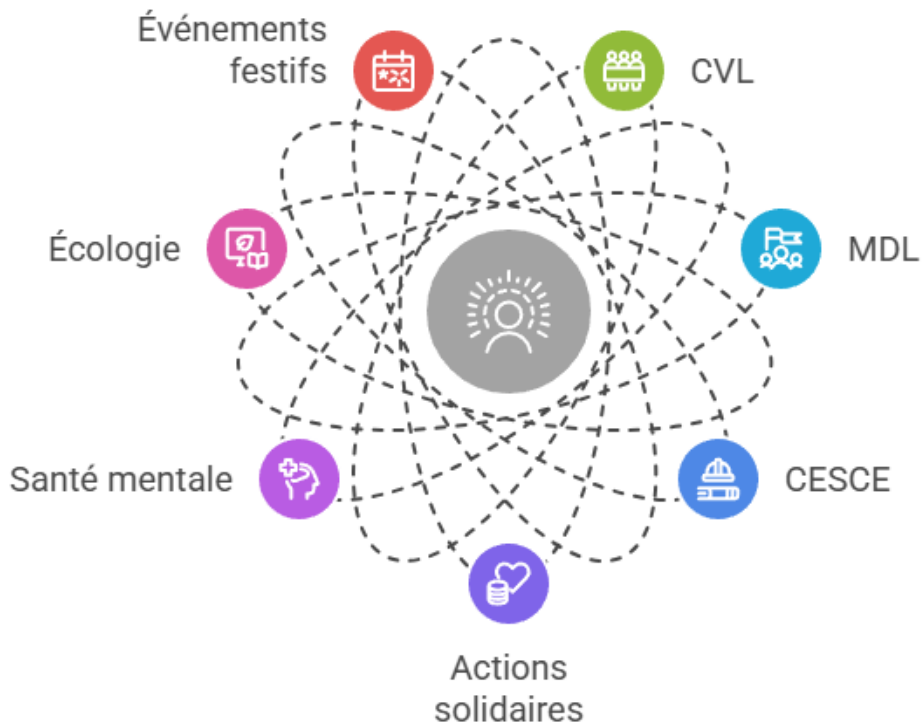 Événements
festifs
CVL
Écologie
MDL
Santé mentale
CESCE
Actions
solidaires